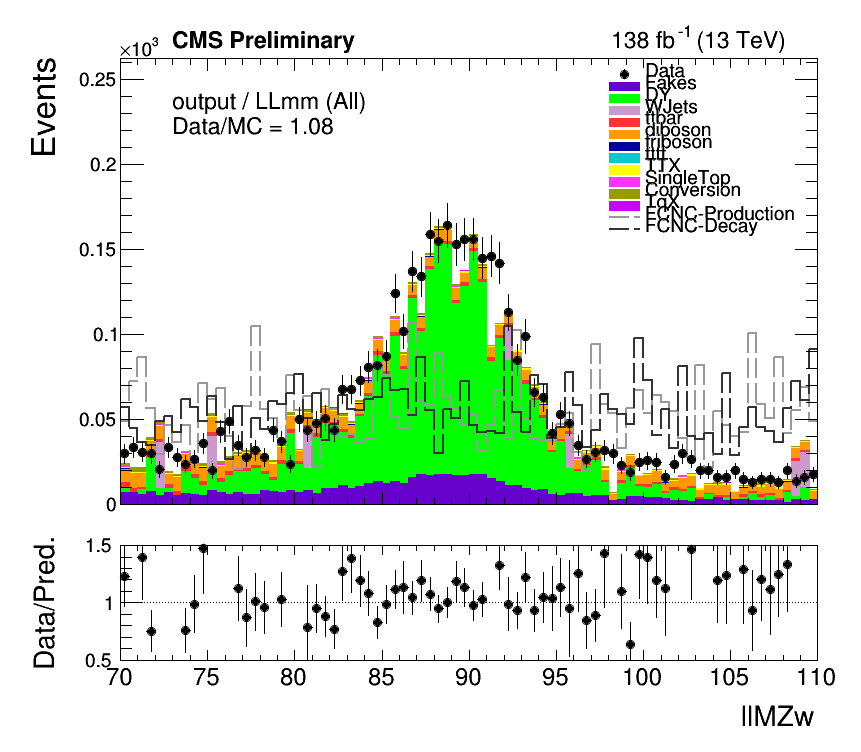 ×10³
CMS Preliminary
138 fb⁻¹ (13 TeV)
Events
0.25
0.2
0.15
0.1
0.05
0
output / LLmm (All)
Data/MC = 1.08
Data
Fakes
DY
WJets
ttbar
diboson
triboson
tttt
TTX
SingleTop
Conversion
TqX
FCNC-Production
FCNC-Decay
Data/Pred.
1.5
1
0.5
70 75 80 85 90 95 100 105 110
llMZw